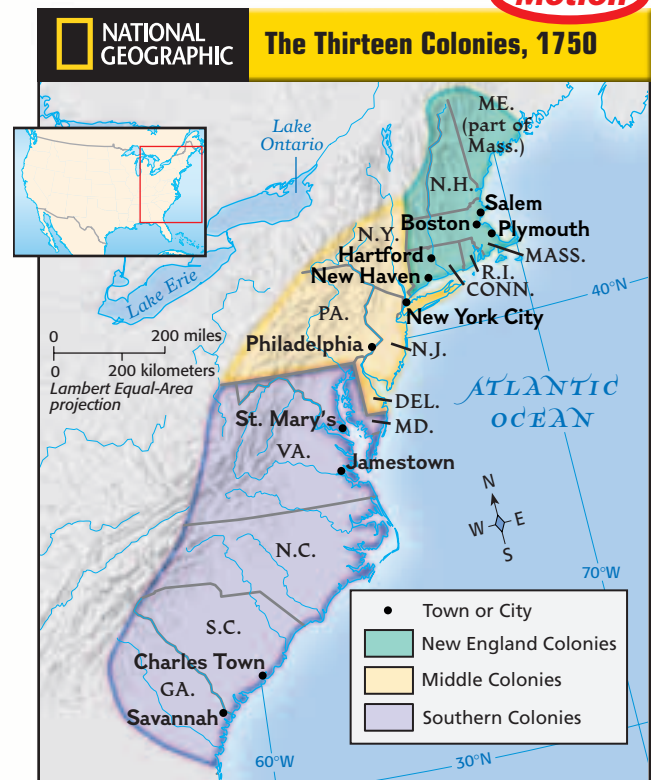 Motion
NATIONAL
GEOGRAPHIC
The Thirteen Colonies, 1750
Lake
Ontario
ME.
(part of
Mass.)
N.H.
Salem
Boston
Plymouth
N.Y.
MASS.
Hartford
R.I.
New Haven
CONN.
Lake Erie
40°N
PA.
New York City
0 200 miles
0 200 kilometers
Lambert Equal-Area
projection
Philadelphia
N.J.
ATLANTIC
OCEAN
DEL.
MD.
St. Mary's
VA.
Jamestown
N
W E
S
N.C.
70°W
S.C.
Charles Town
GA.
Savannah
60°W
30°N
Town or City
New England Colonies
Middle Colonies
Southern Colonies